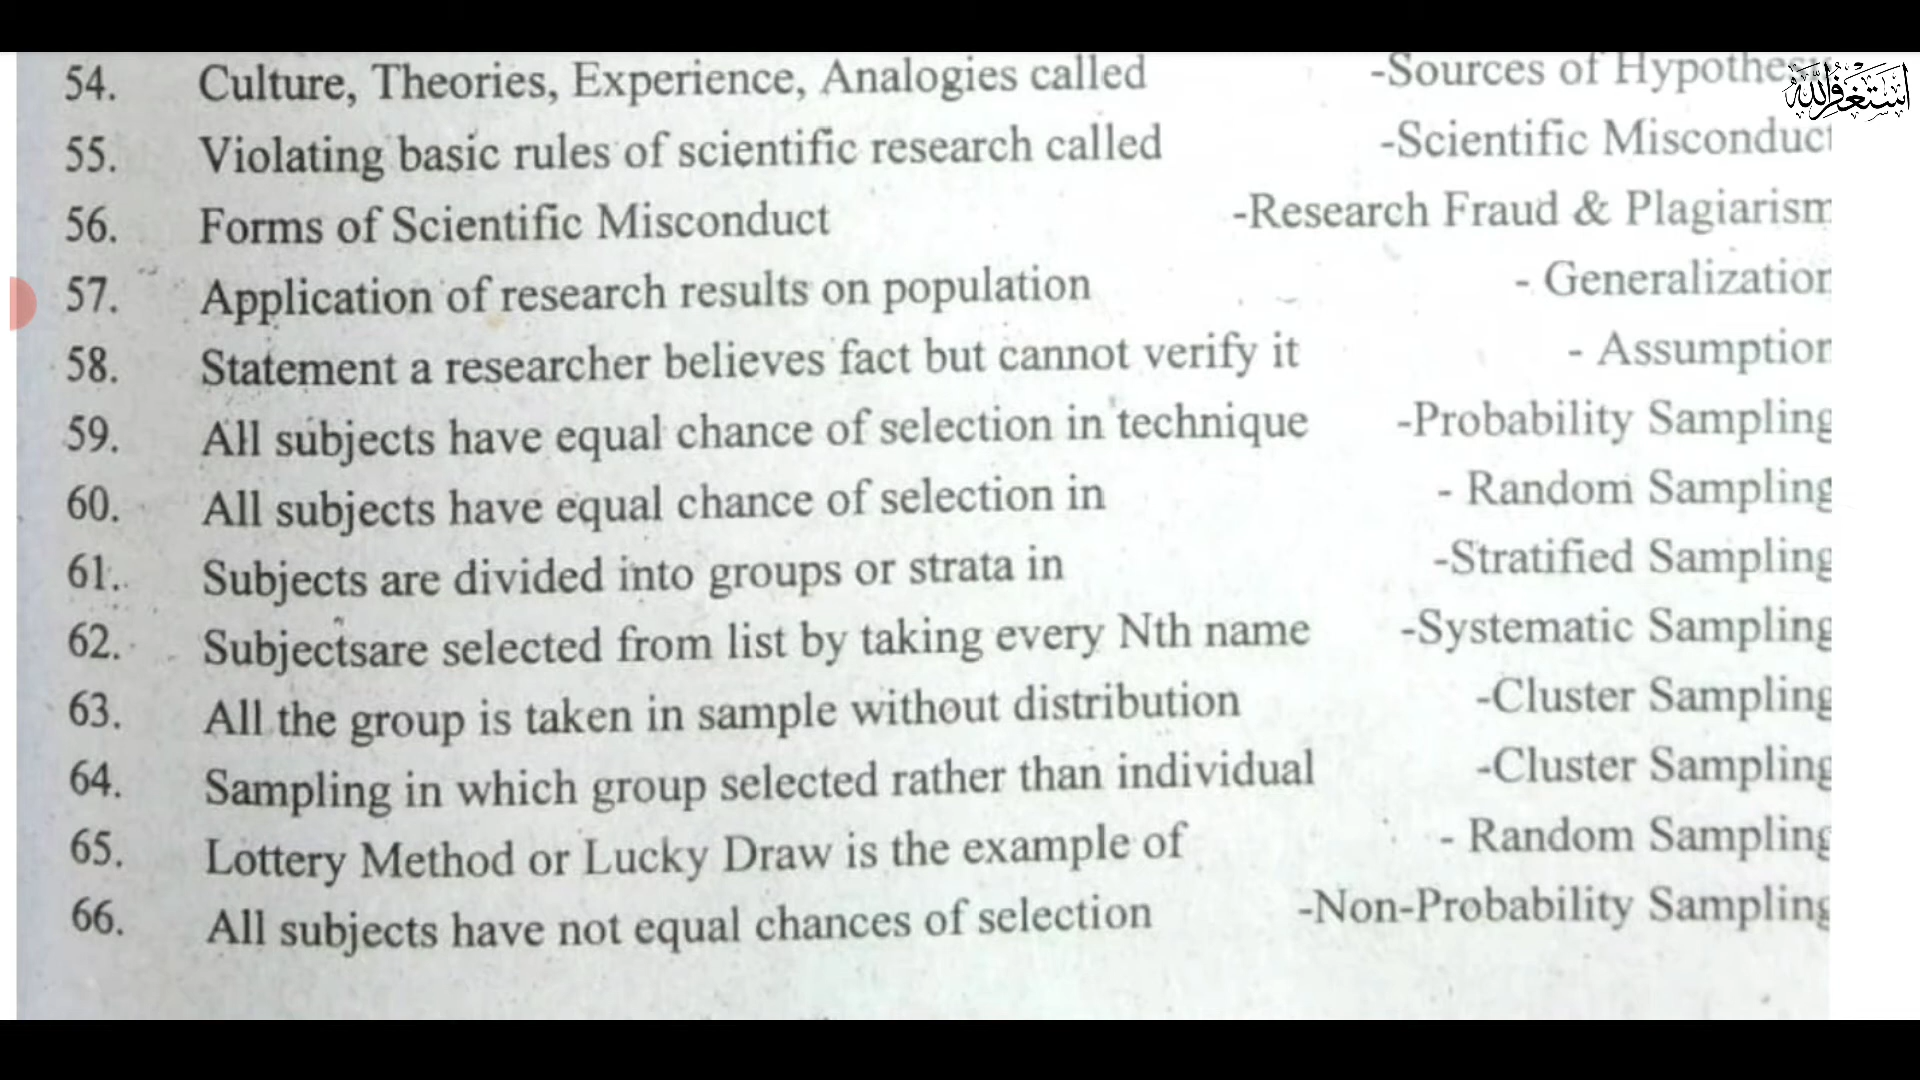 54. Culture, Theories, Experience, Analogies called -Sources of Hypothes
استغفرالله
55. Violating basic rules of scientific research called -Scientific Misconduct
56. Forms of Scientific Misconduct -Research Fraud & Plagiarism
57. Application of research results on population - Generalization
58. Statement a researcher believes fact but cannot verify it - Assumption
59. All subjects have equal chance of selection in technique -Probability Sampling
60. All subjects have equal chance of selection in - Random Sampling
61. Subjects are divided into groups or strata in -Stratified Sampling
62. Subjectsare selected from list by taking every Nth name -Systematic Sampling
63. All the group is taken in sample without distribution -Cluster Sampling
64. Sampling in which group selected rather than individual -Cluster Sampling
65. Lottery Method or Lucky Draw is the example of - Random Sampling
66. All subjects have not equal chances of selection -Non-Probability Sampling